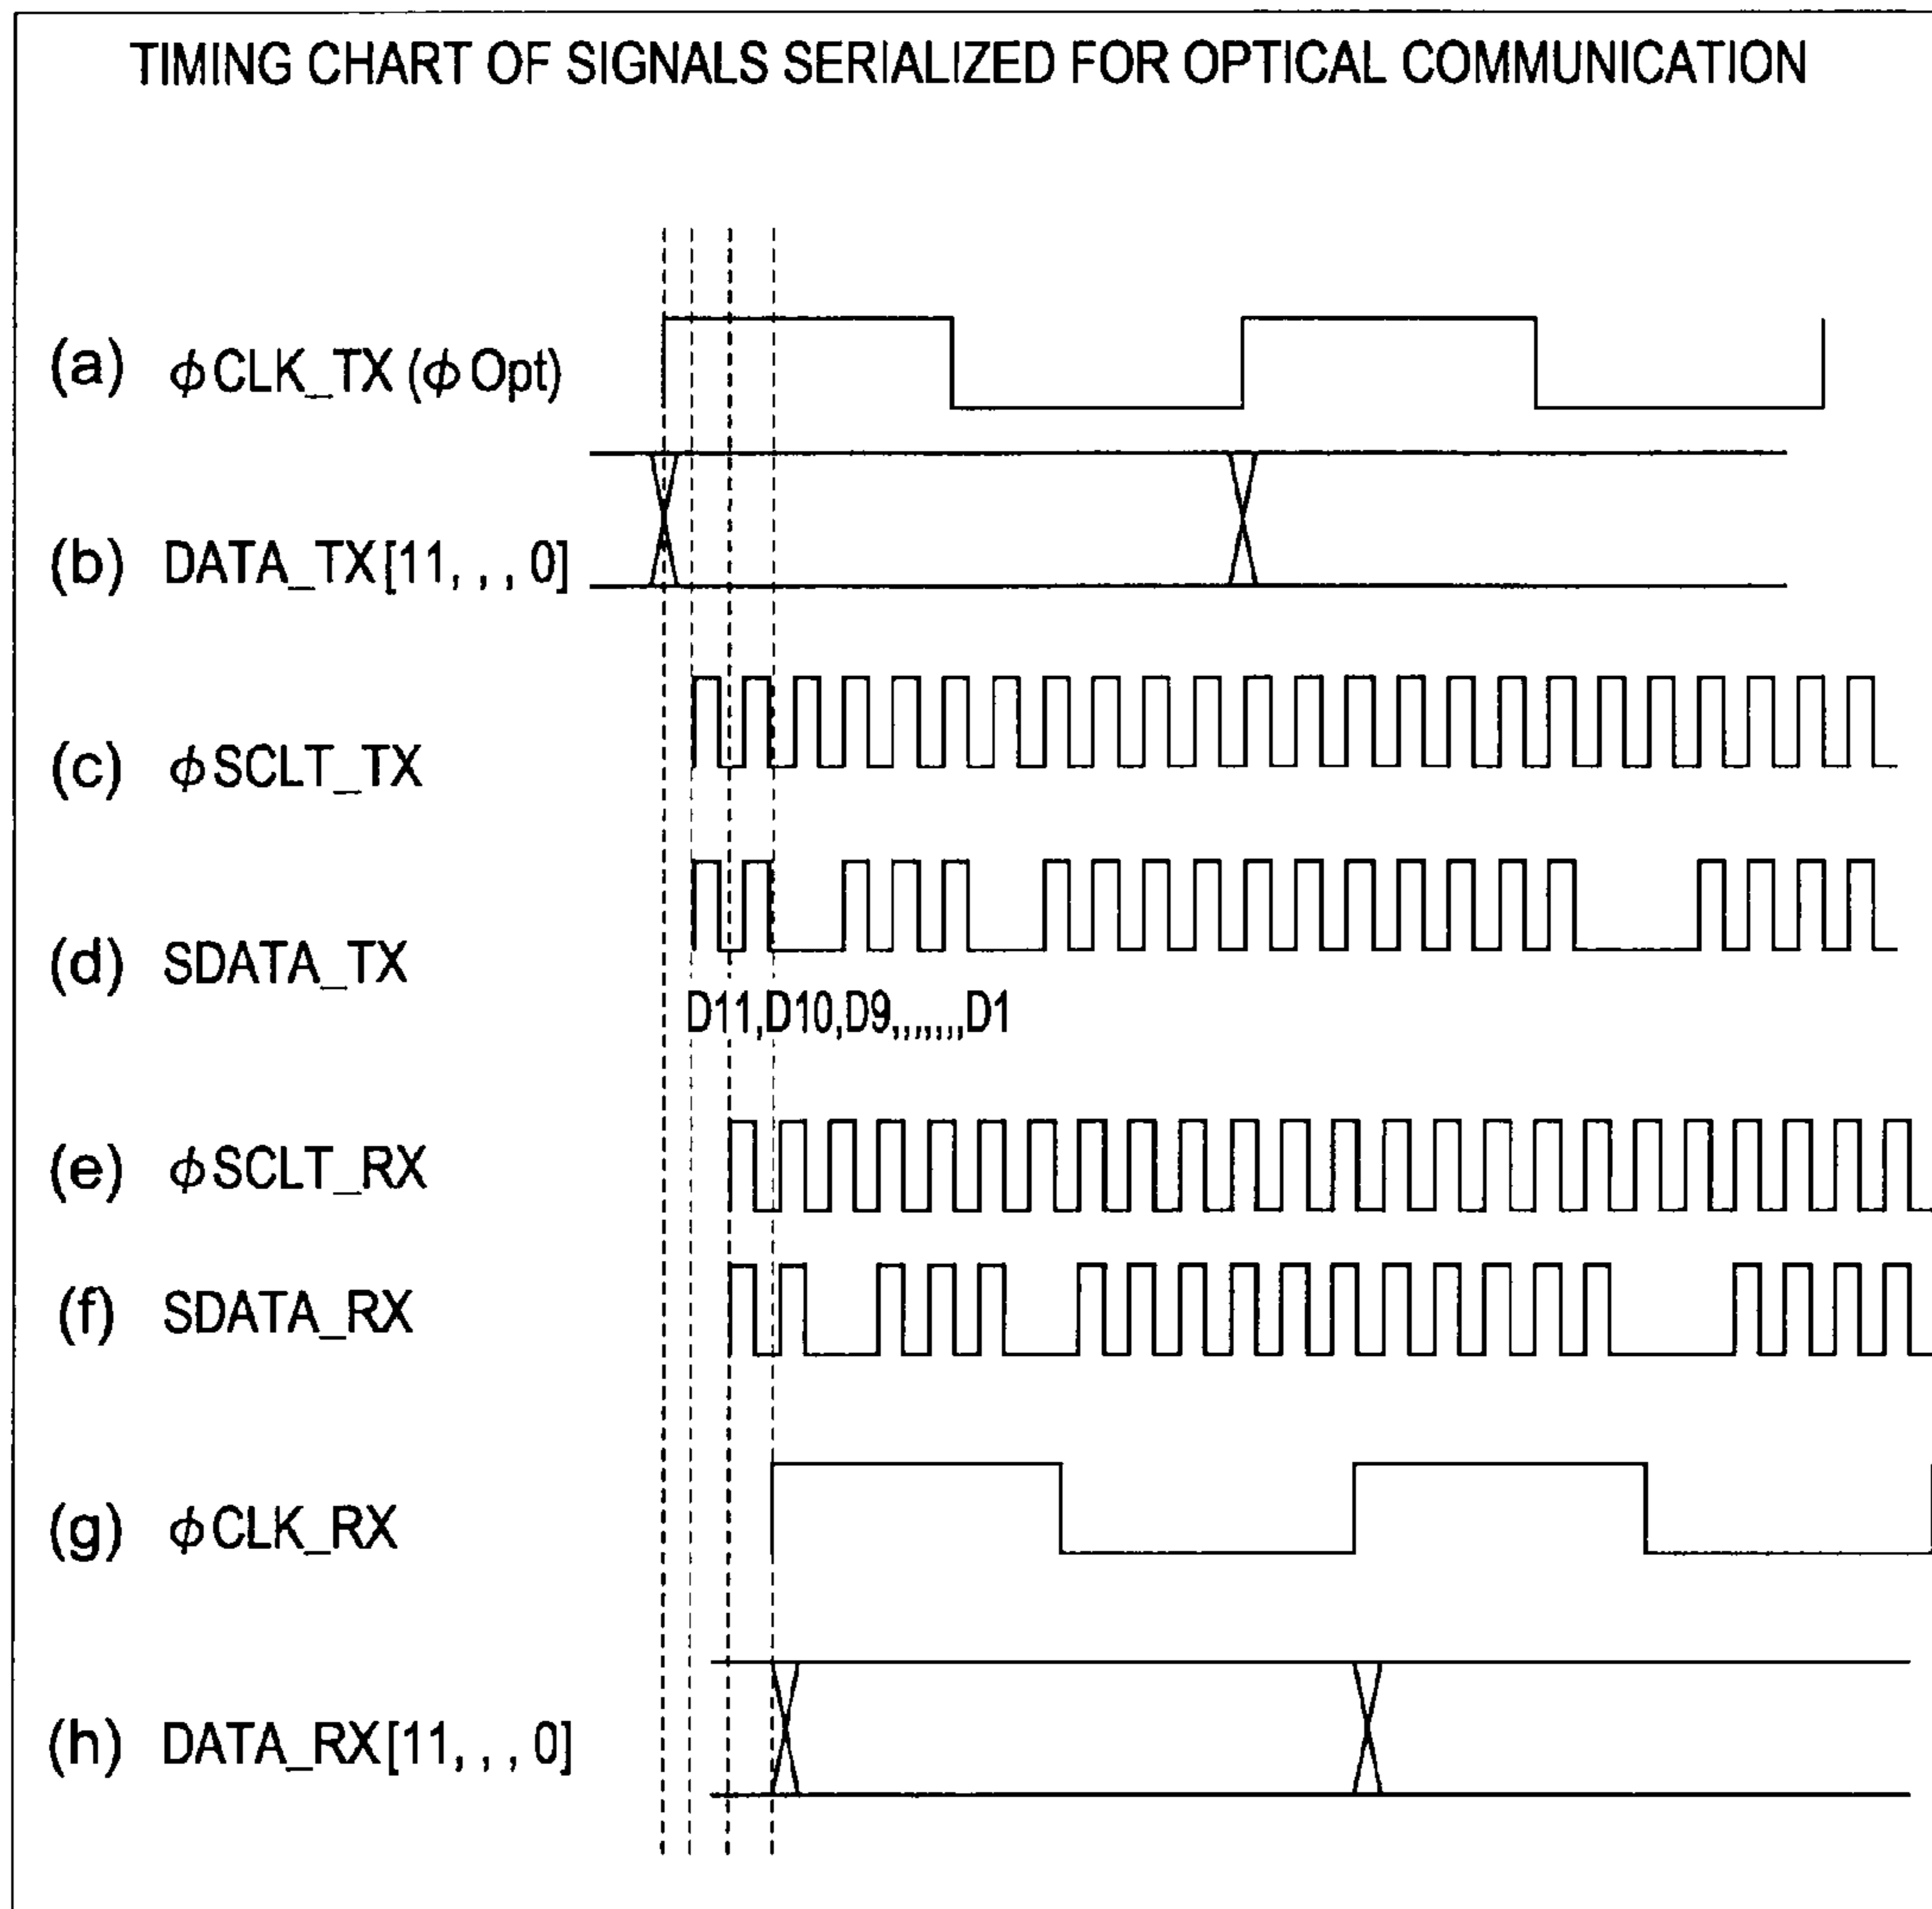 TIMING CHART OF SIGNALS SERIALIZED FOR OPTICAL COMMUNICATION
(a) ϕCLK_TX (ϕ Opt)
(b) DATA_TX[11, , , 0]
(c) ϕSCLT_TX
(d) SDATA_TX
D11,D10,D9,,,,,,,D1
(e) ϕSCLT_RX
(f) SDATA_RX
(g) ϕCLK_RX
(h) DATA_RX[11, , , 0]